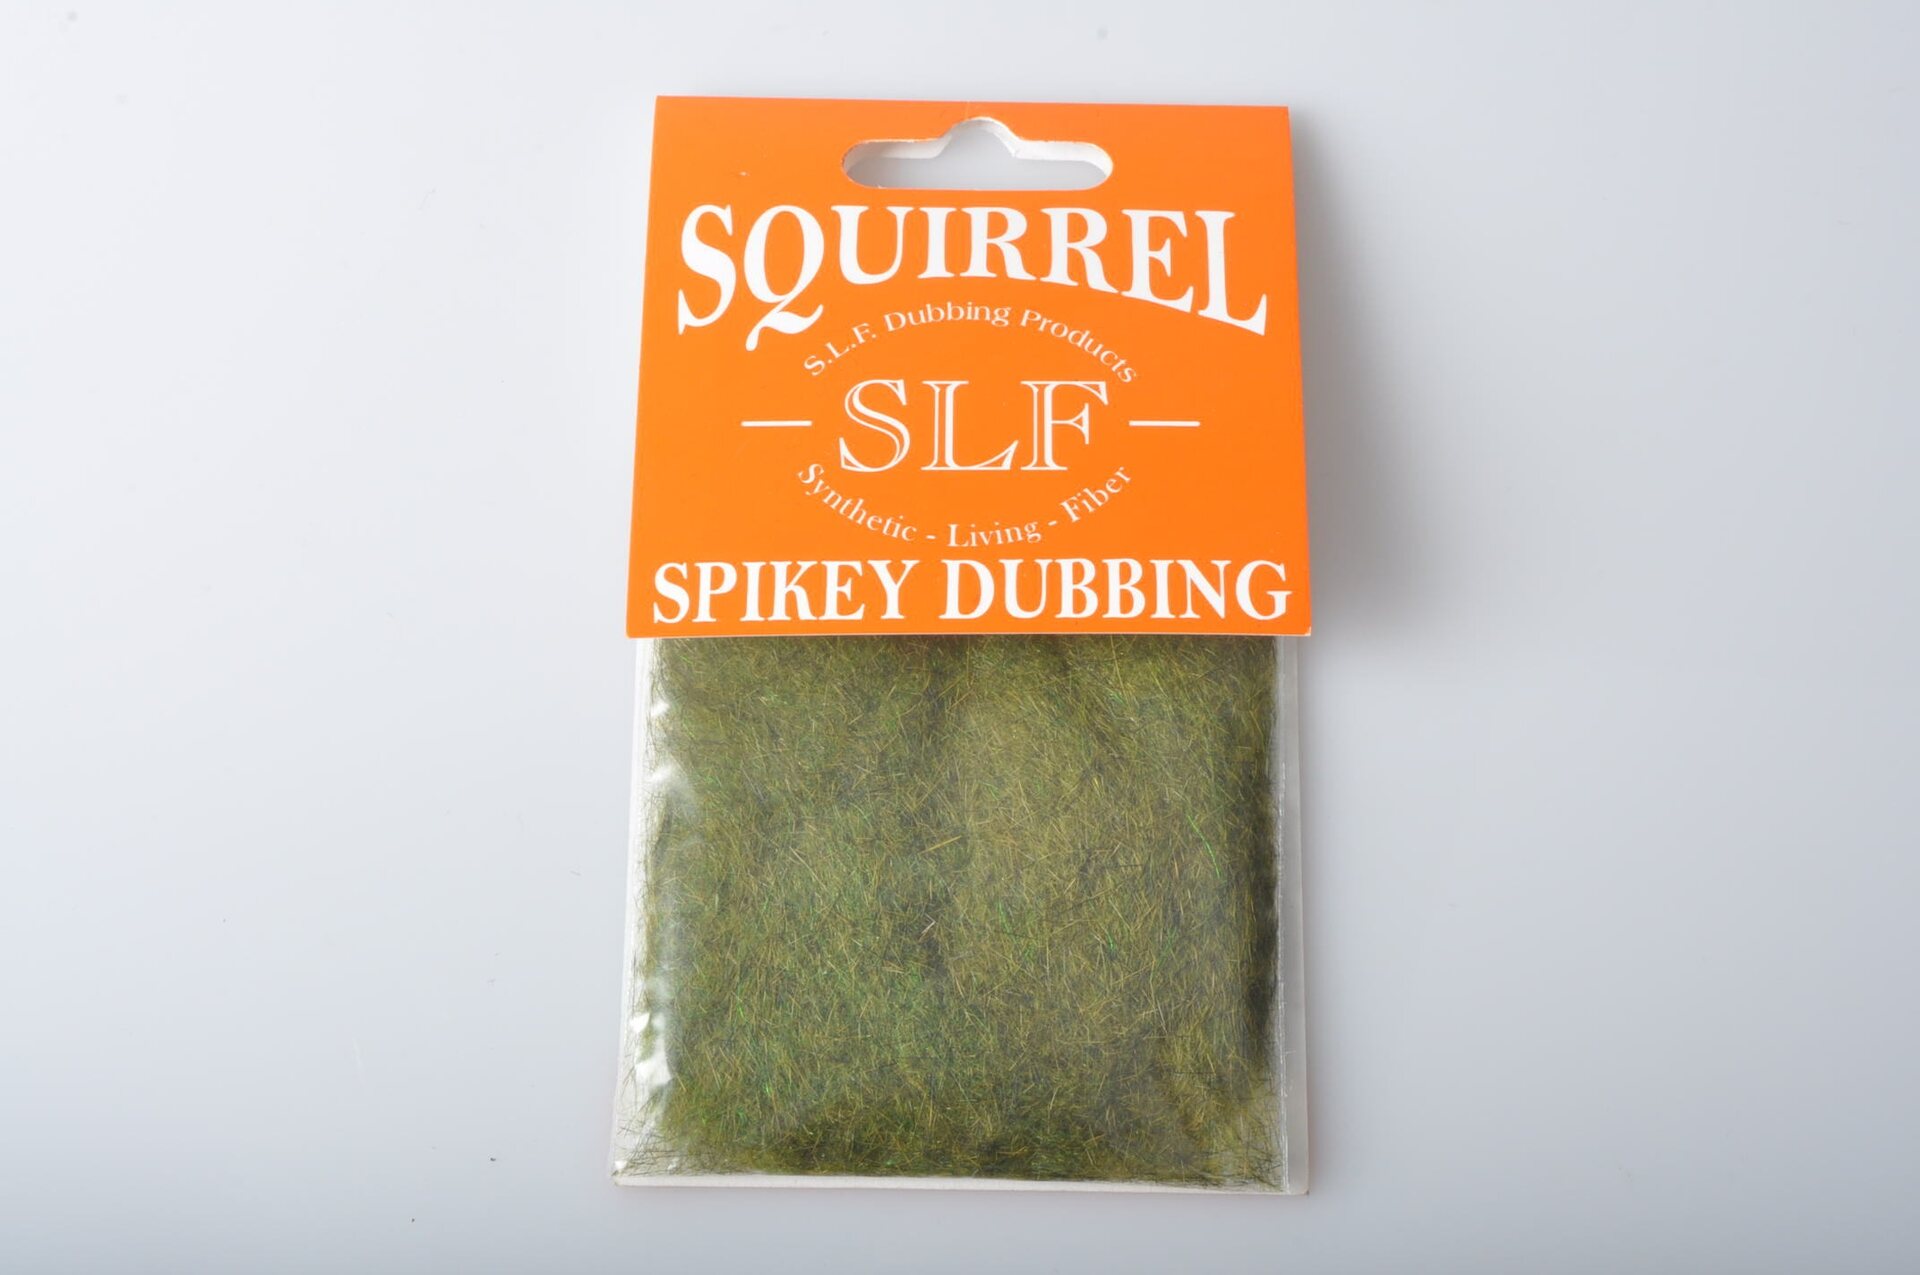 SQUIRREL
S.L.F. Dubbing Products
SLF
Synthetic - Living - Fiber
SPIKEY DUBBING